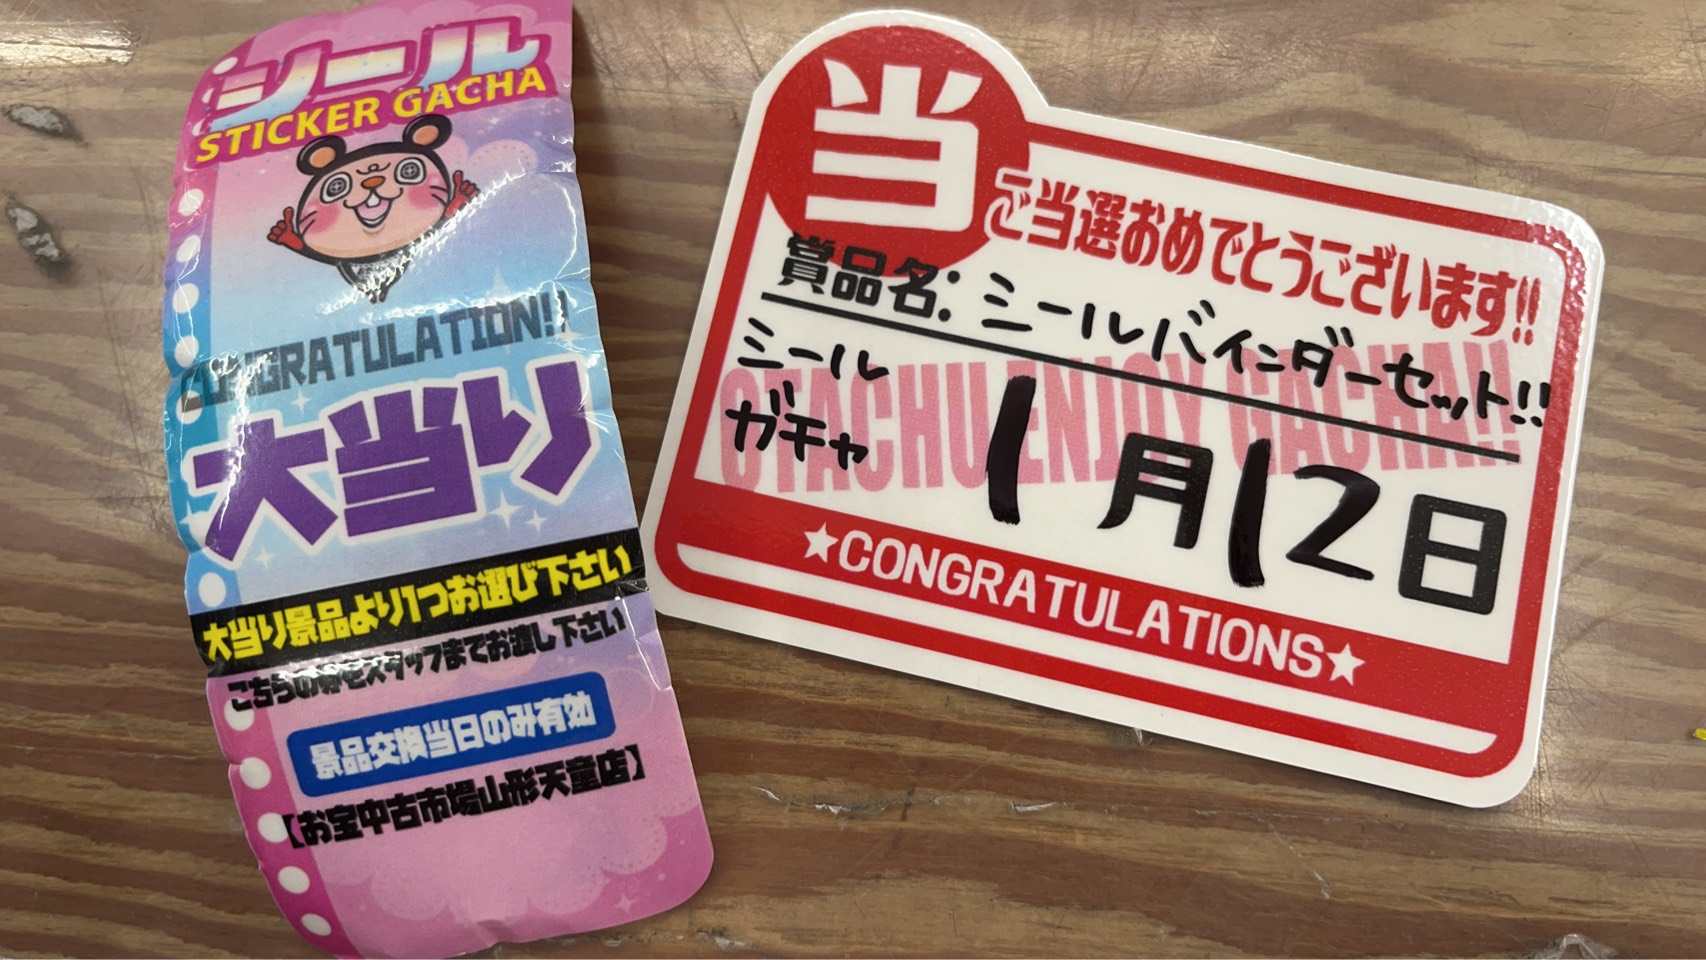 シール
STICKER GACHA
CONGRATULATION!!
大当り
大当り景品より1つお選び下さい
こちらの券をスタッフまでお渡し下さい
景品交換当日のみ有効
【お宝中古市場山形天童店】
当
ご当選おめでとうございます!!
賞品名:シールバインダーセット!!
シール
ガチャ
OTACHU ENJOY GACHA!!
1月12日
★CONGRATULATIONS★